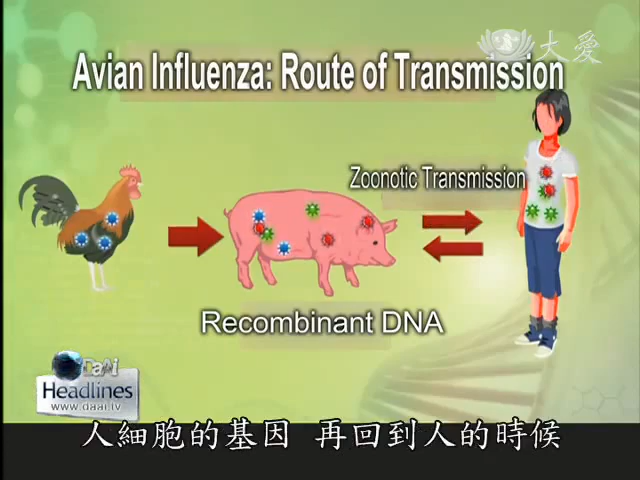 大愛
Avian Influenza: Route of Transmission
Zoonotic Transmission
Recombinant DNA
DaAi
Headlines
www.daai.tv
人細胞的基因 再回到人的時候